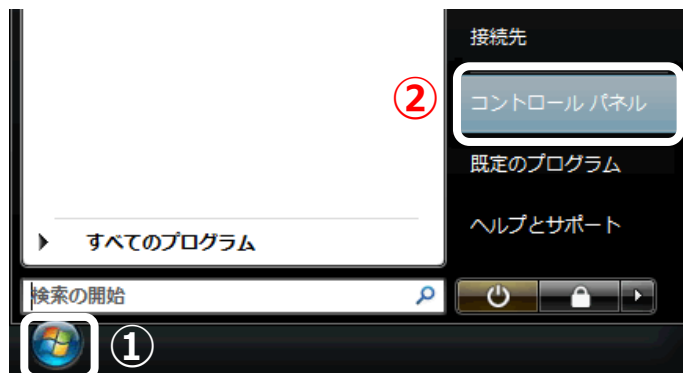 接続先
② コントロール パネル
既定のプログラム
ヘルプとサポート
すべてのプログラム
検索の開始
①